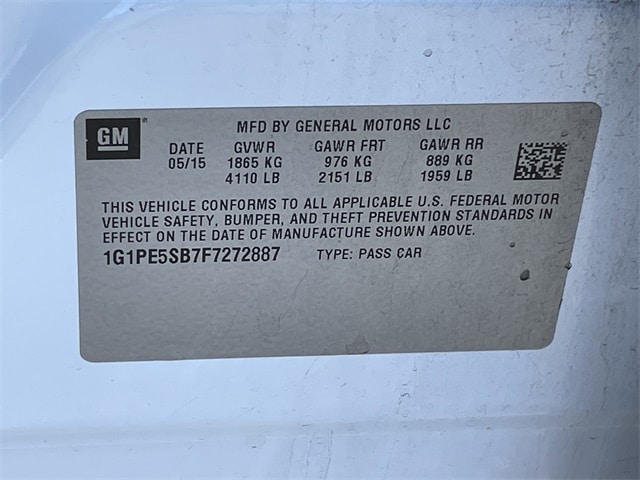 GM
MFD BY GENERAL MOTORS LLC
DATE GVWR GAWR FRT GAWR RR
05/15 1865 KG 976 KG 889 KG
4110 LB 2151 LB 1959 LB
THIS VEHICLE CONFORMS TO ALL APPLICABLE U.S. FEDERAL MOTOR
VEHICLE SAFETY, BUMPER, AND THEFT PREVENTION STANDARDS IN
EFFECT ON THE DATE OF MANUFACTURE SHOWN ABOVE.
1G1PE5SB7F7272887 TYPE: PASS CAR